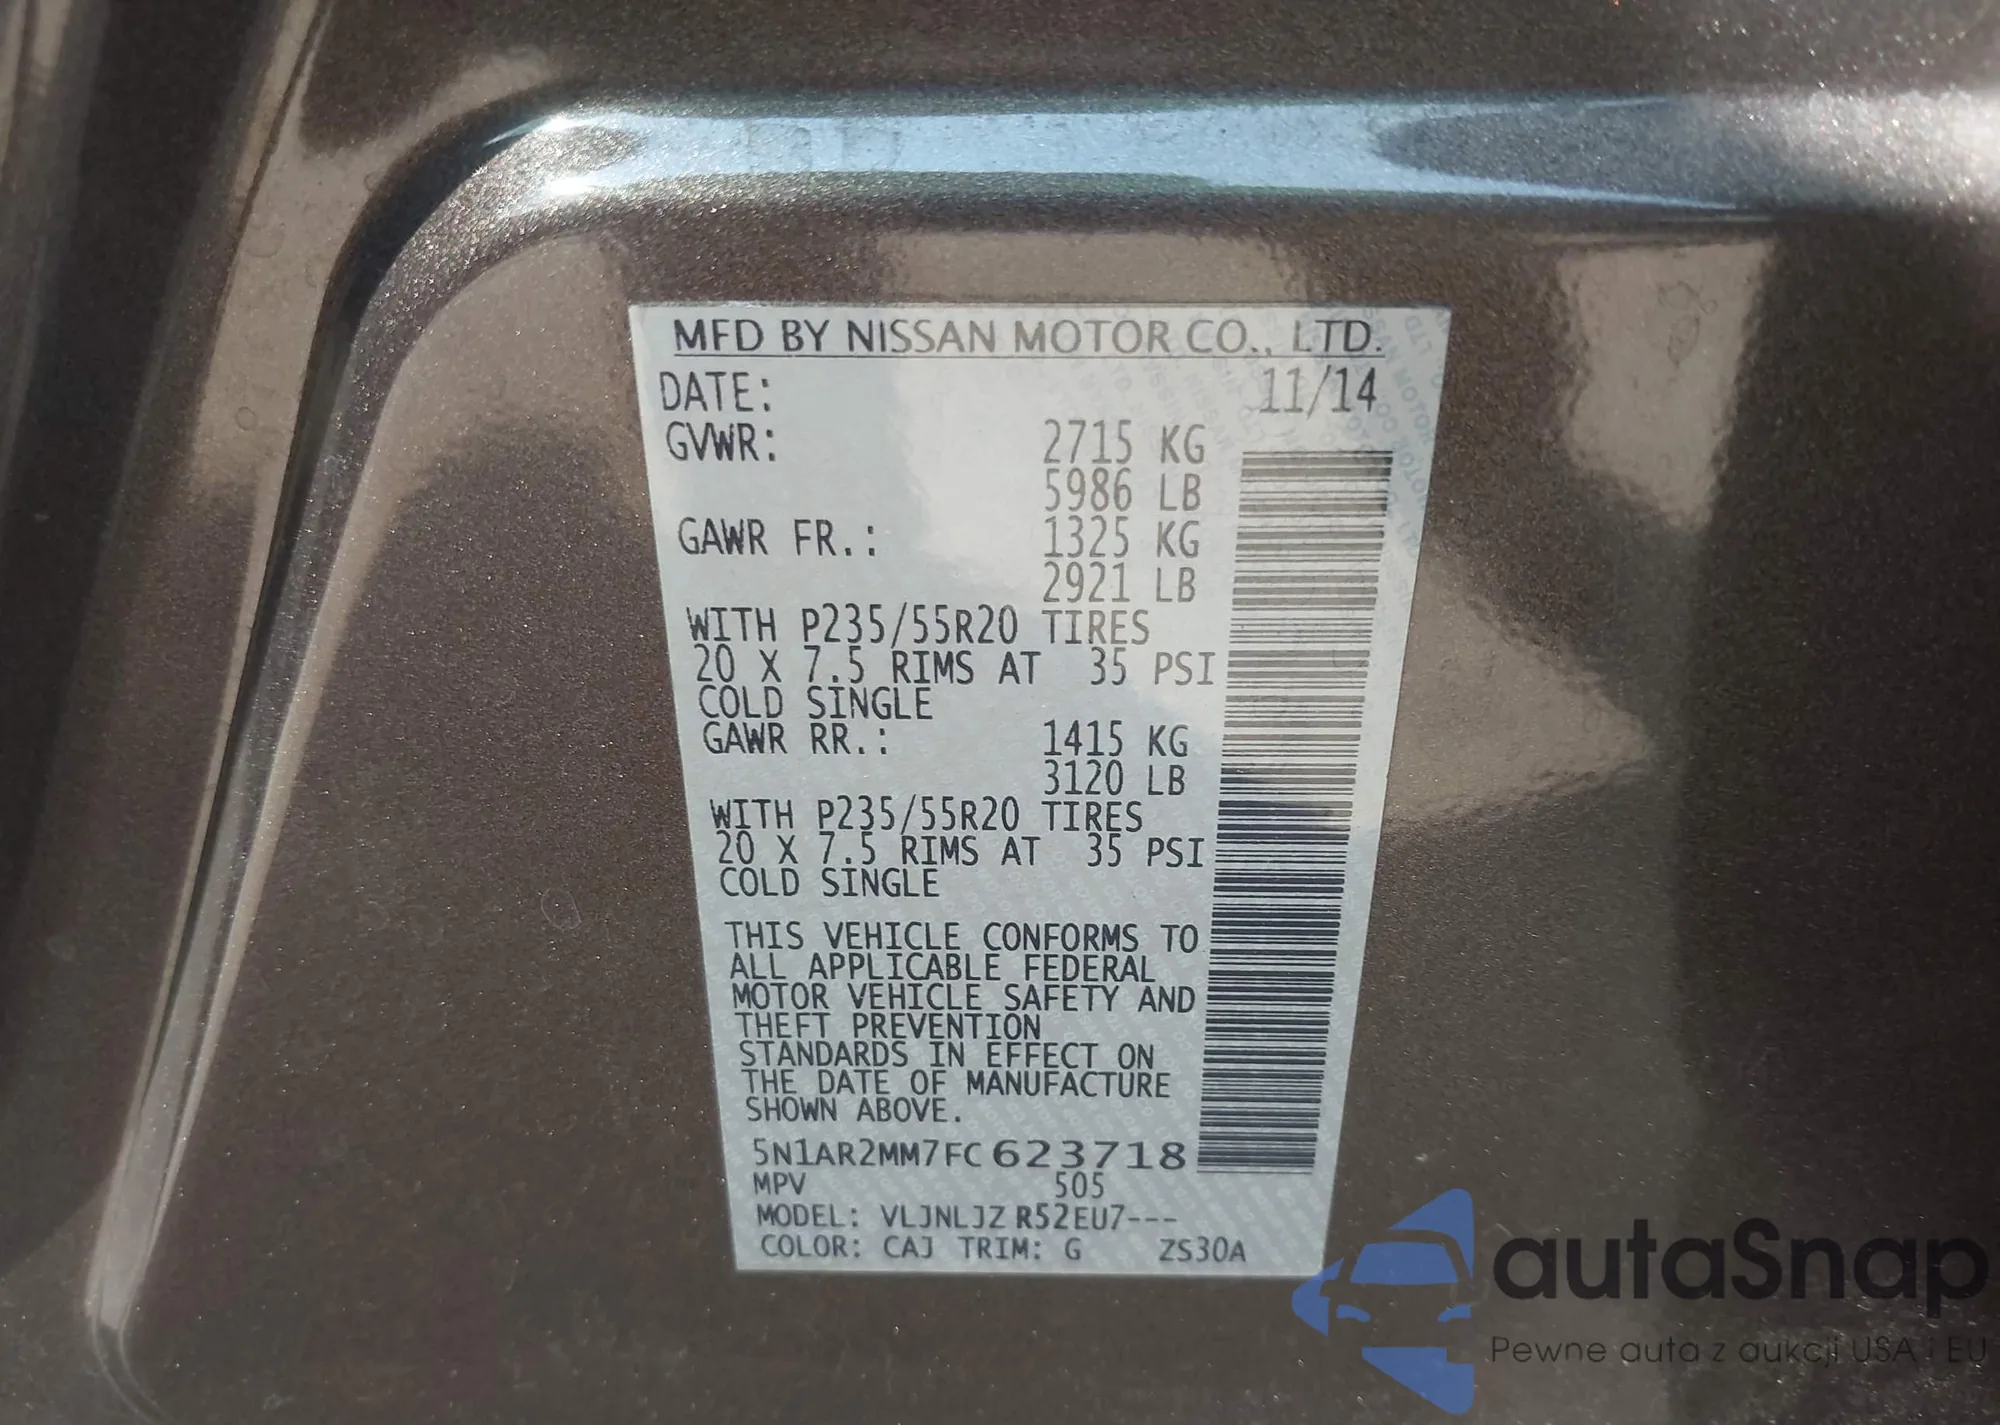 MFD BY NISSAN MOTOR CO., LTD.
DATE: 11/14
GVWR: 2715 KG
5986 LB
GAWR FR.: 1325 KG
2921 LB
WITH P235/55R20 TIRES
20 X 7.5 RIMS AT 35 PSI
COLD SINGLE
GAWR RR.: 1415 KG
3120 LB
WITH P235/55R20 TIRES
20 X 7.5 RIMS AT 35 PSI
COLD SINGLE
THIS VEHICLE CONFORMS TO
ALL APPLICABLE FEDERAL
MOTOR VEHICLE SAFETY AND
THEFT PREVENTION
STANDARDS IN EFFECT ON
THE DATE OF MANUFACTURE
SHOWN ABOVE.
5N1AR2MM7FC623718
MPV 505
MODEL: VLJNLJZ R52EU7---
COLOR: CAJ TRIM: G ZS30A
autaSnap
Pewne auta z aukcji USA i EU